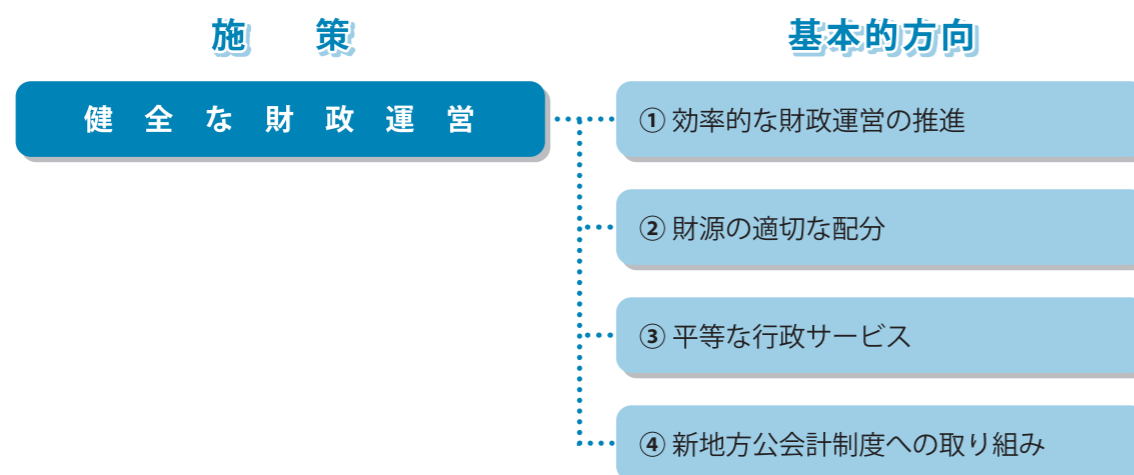 施　策
基本的方向
健全な財政運営
① 効率的な財政運営の推進
② 財源の適切な配分
③ 平等な行政サービス
④ 新地方公会計制度への取り組み